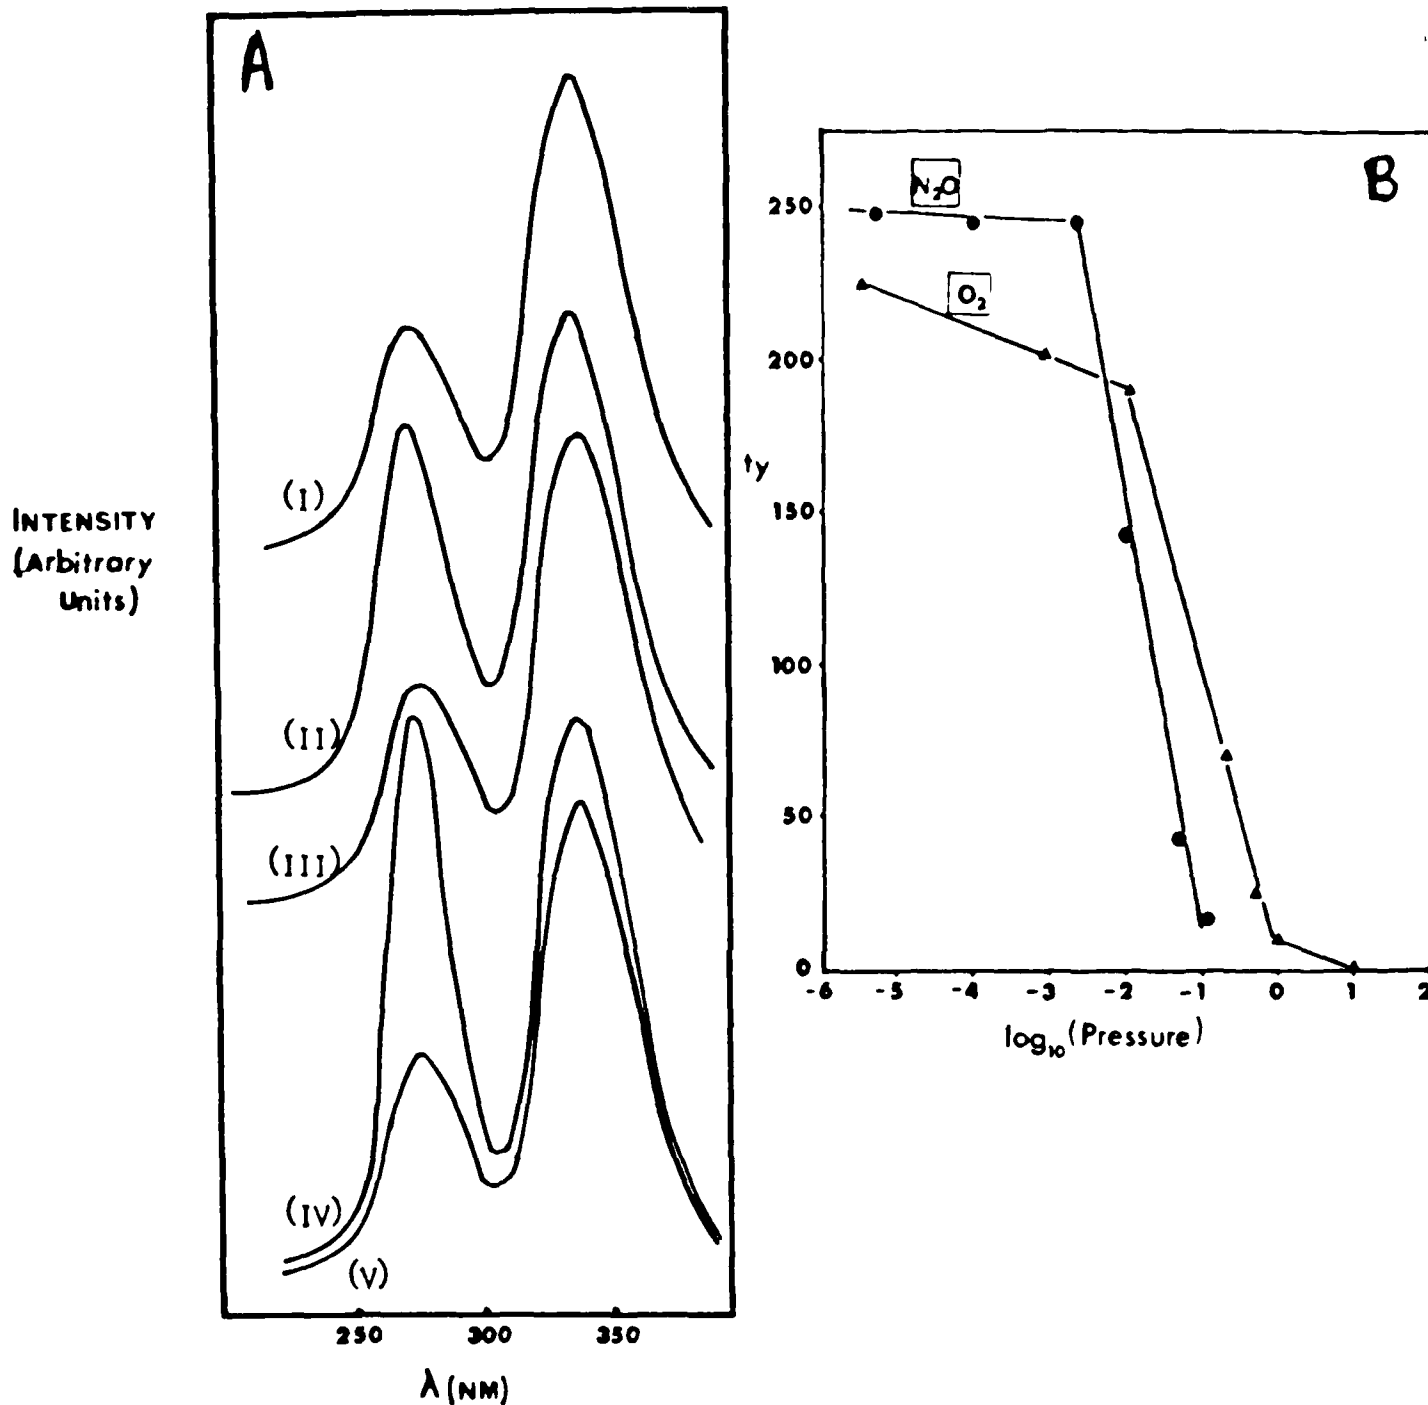 A
(I)
(II)
(III)
(IV)
(V)
INTENSITY
(Arbitrary
Units)
250 300 350
λ (NM)
B
N₂O
O₂
250
200
ty
150
100
50
0
-6 -5 -4 -3 -2 -1 0 1 2
log₁₀ (Pressure)